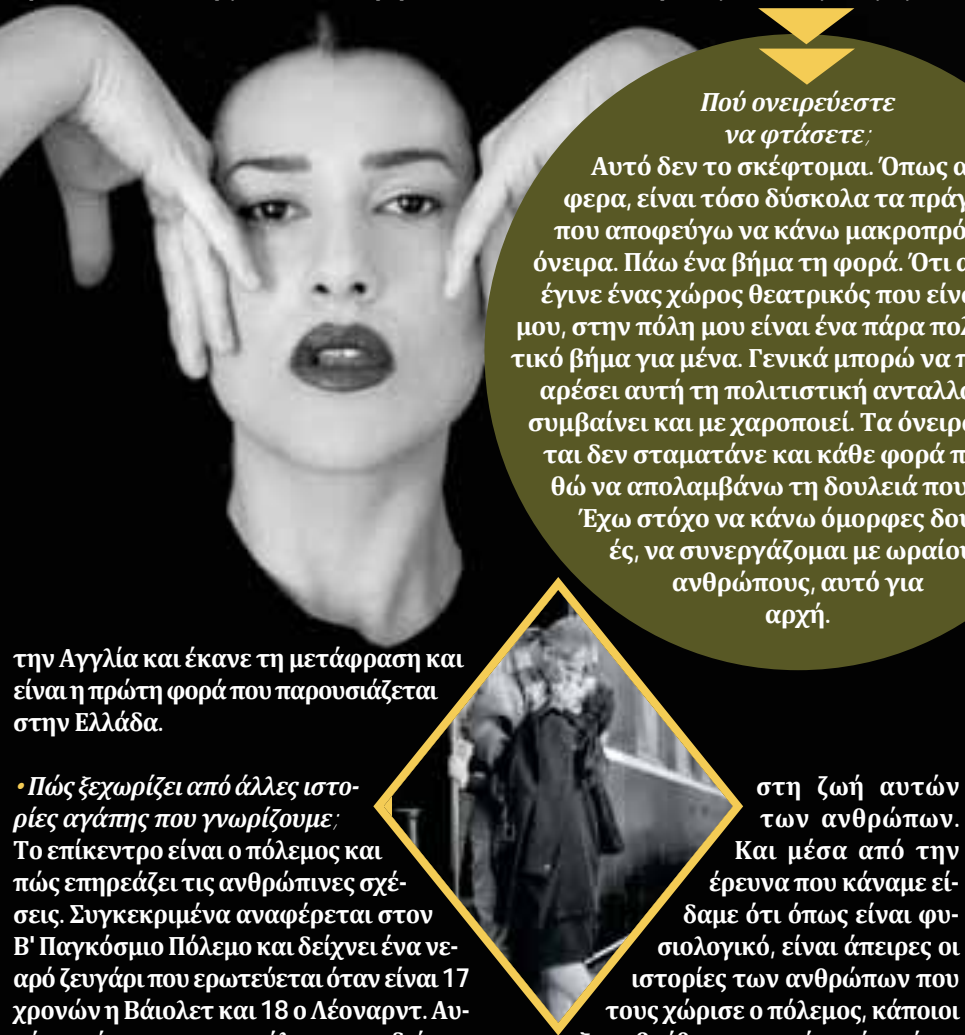 Πού ονειρεύεστε
να φτάσετε;
Αυτό δεν το σκέφτομαι. Όπως
φερα, είναι τόσο δύσκολα τα
που αποφεύγω να κάνω
όνειρα. Πάω ένα βήμα τη φορά. Ότι
έγινε ένας χώρος θεατρικός που
μου, στην πόλη μου είναι ένα πάρα
τικό βήμα για μένα. Γενικά μπορώ να
αρέσει αυτή τη πολιτιστική
συμβαίνει και με χαροποιεί. Τα
ται δεν σταματάνε και κάθε φορά
θώ να απολαμβάνω τη δουλειά που
Έχω στόχο να κάνω όμορφες
ές, να συνεργάζομαι με
ανθρώπους, αυτό για
αρχή.
την Αγγλία και έκανε τη μετάφραση και
είναι η πρώτη φορά που παρουσιάζεται
στην Ελλάδα.
• Πώς ξεχωρίζει από άλλες ιστο-
ρίες αγάπης που γνωρίζουμε;
Το επίκεντρο είναι ο πόλεμος και
πώς επηρεάζει τις ανθρώπινες σχέ-
σεις. Συγκεκριμένα αναφέρεται στον
Β' Παγκόσμιο Πόλεμο και δείχνει ένα νε-
αρό ζευγάρι που ερωτεύεται όταν είναι 17
χρονών η Βάιολετ και 18 ο Λέοναρντ. Αυ-
στη ζωή αυτών
των ανθρώπων.
Και μέσα από την
έρευνα που κάναμε εί-
δαμε ότι όπως είναι φυ-
σιολογικό, είναι άπειρες οι
ιστορίες των ανθρώπων που
τους χώρισε ο πόλεμος, κάποιοι